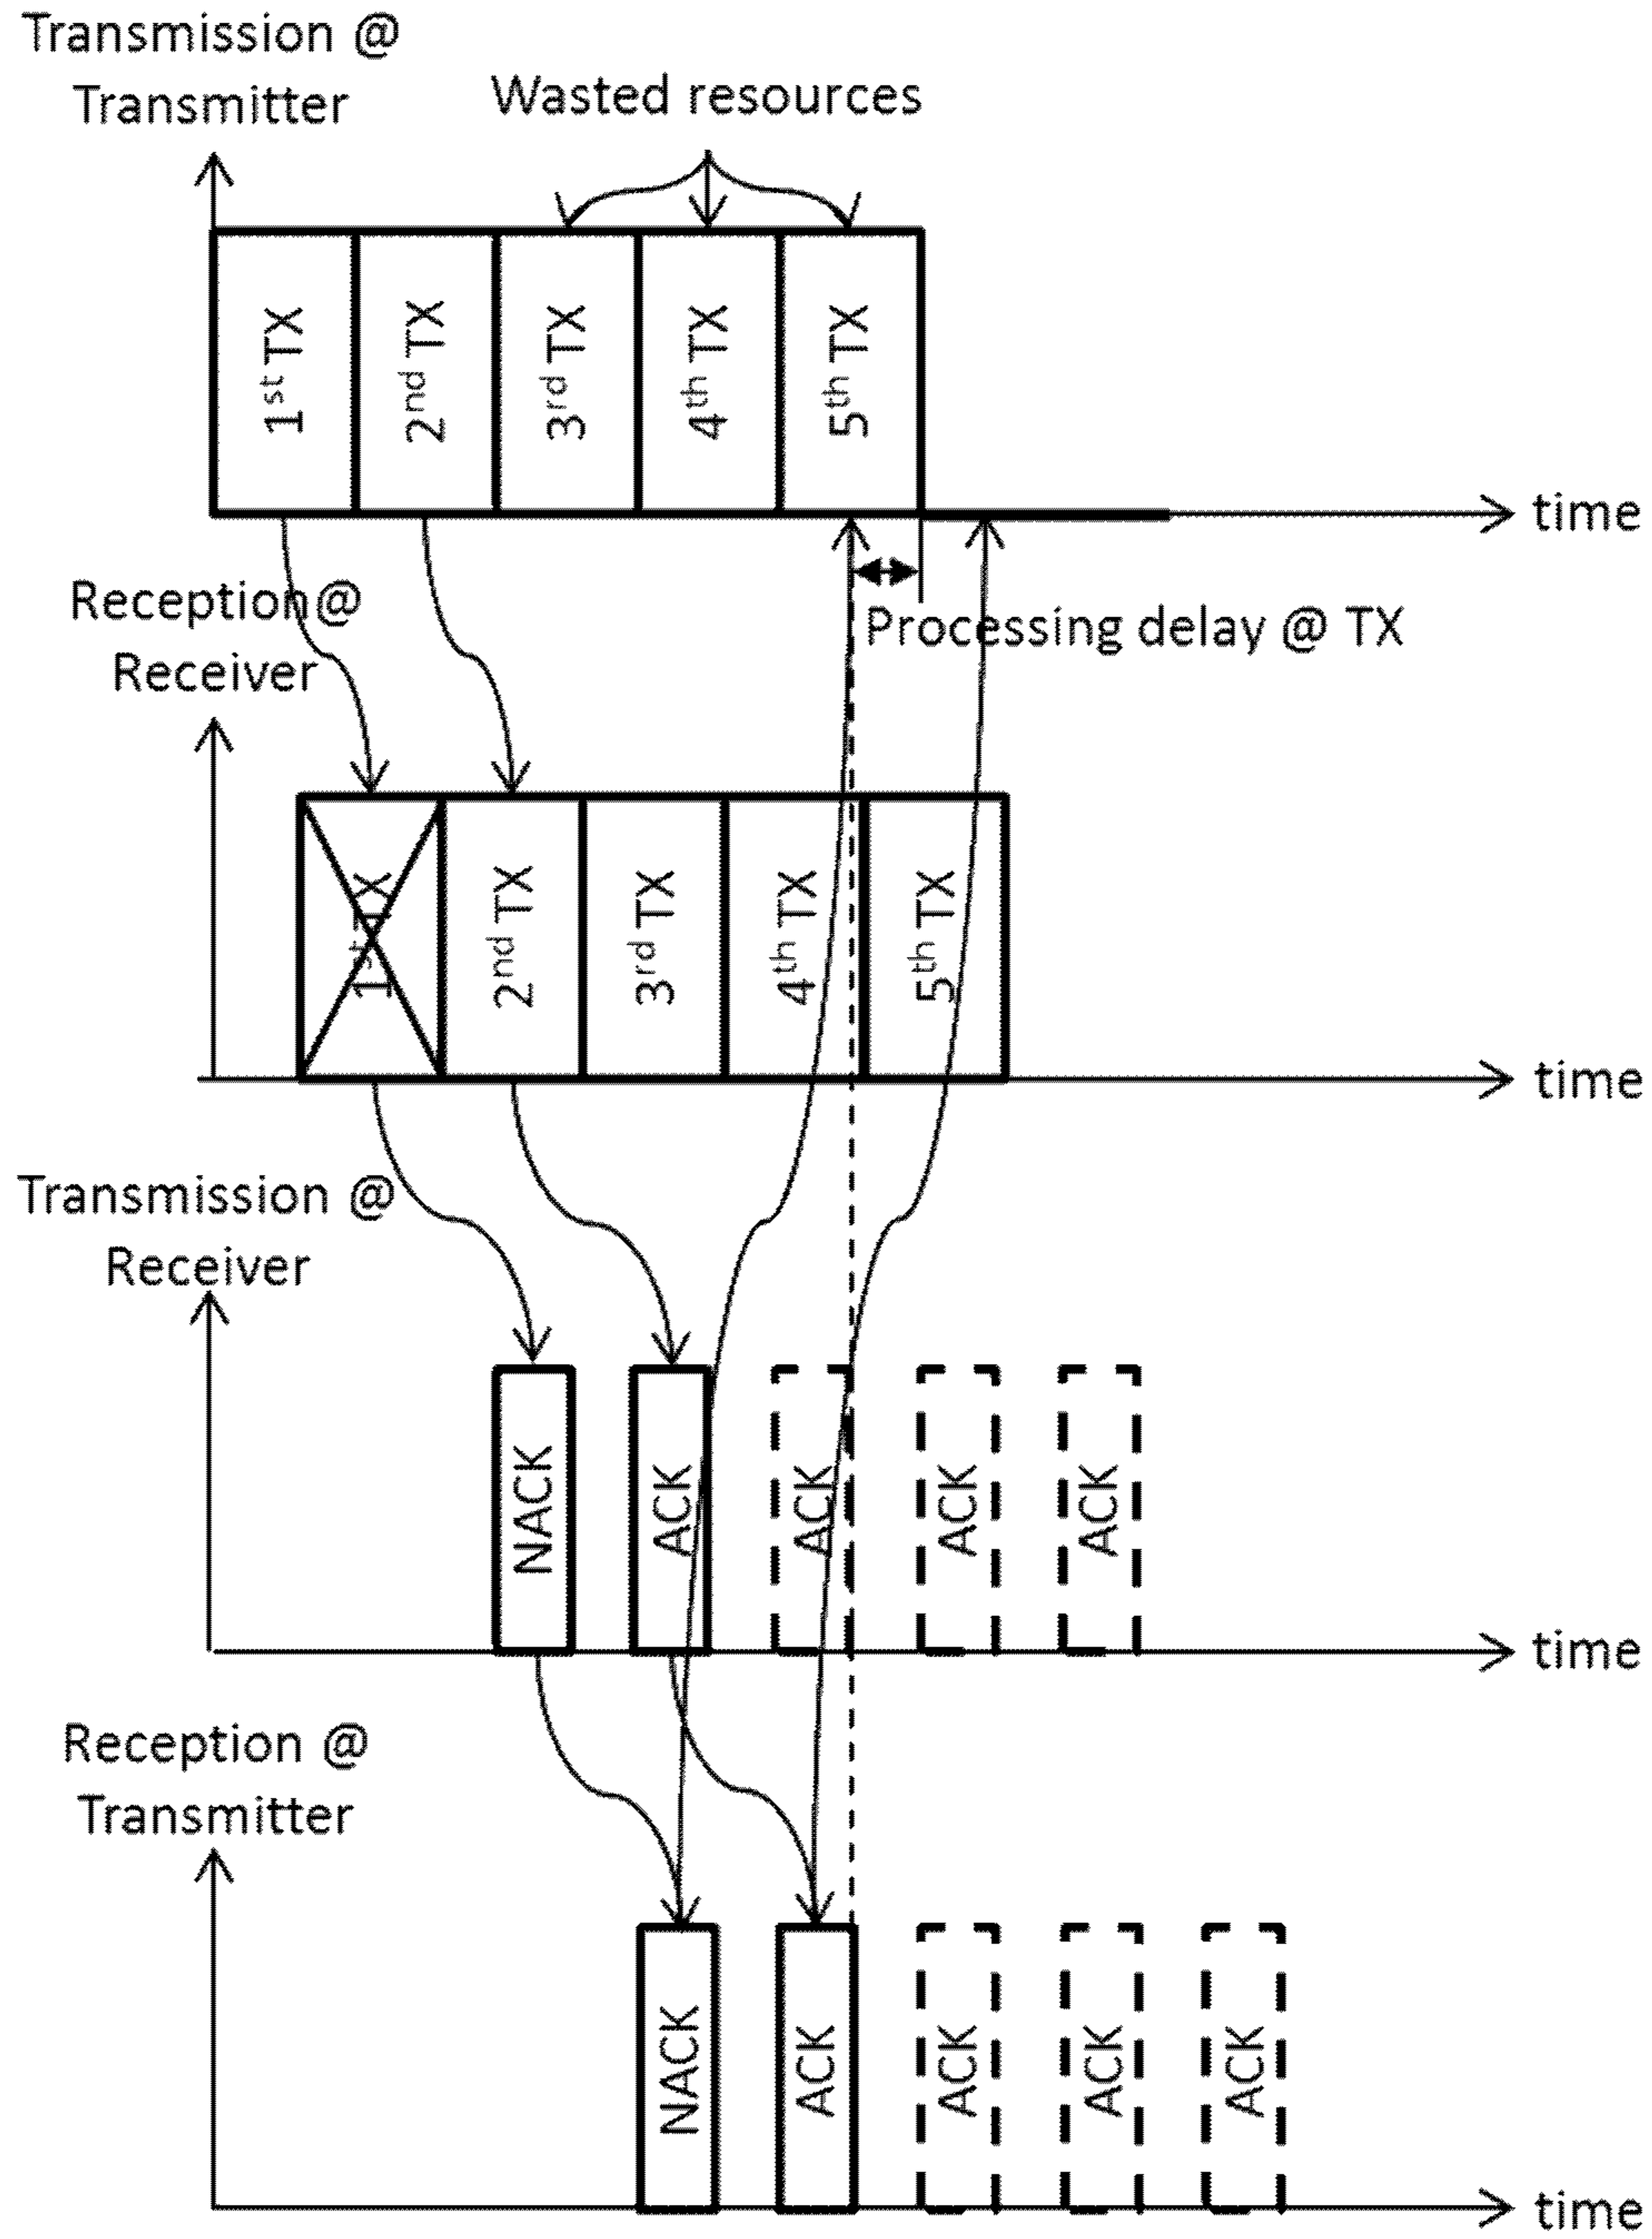 Transmission @
Transmitter
Wasted resources
1st TX
2nd TX
3rd TX
4th TX
5th TX
time
Reception@
Receiver
Processing delay @ TX
1st TX
2nd TX
3rd TX
4th TX
5th TX
time
Transmission @
Receiver
NACK
ACK
ACK
ACK
ACK
time
Reception @
Transmitter
NACK
ACK
ACK
ACK
ACK
time